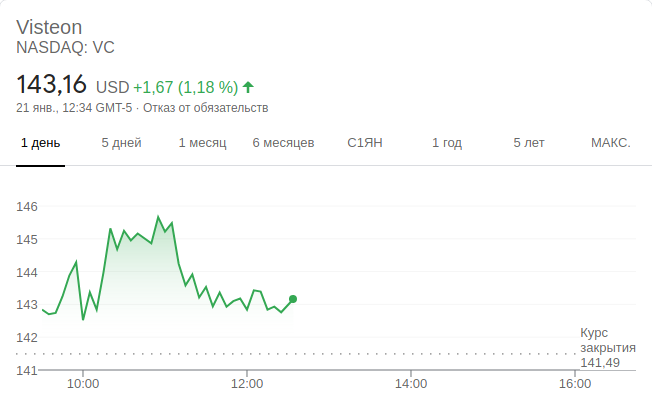 Visteon
NASDAQ: VC
143,16 USD +1,67 (1,18 %)
21 янв., 12:34 GMT-5 · Отказ от обязательств
1 день 5 дней 1 месяц 6 месяцев С1ЯН 1 год 5 лет МАКС.
146
145
144
143
142
141
Курс
закрытия
141,49
10:00 12:00 14:00 16:00